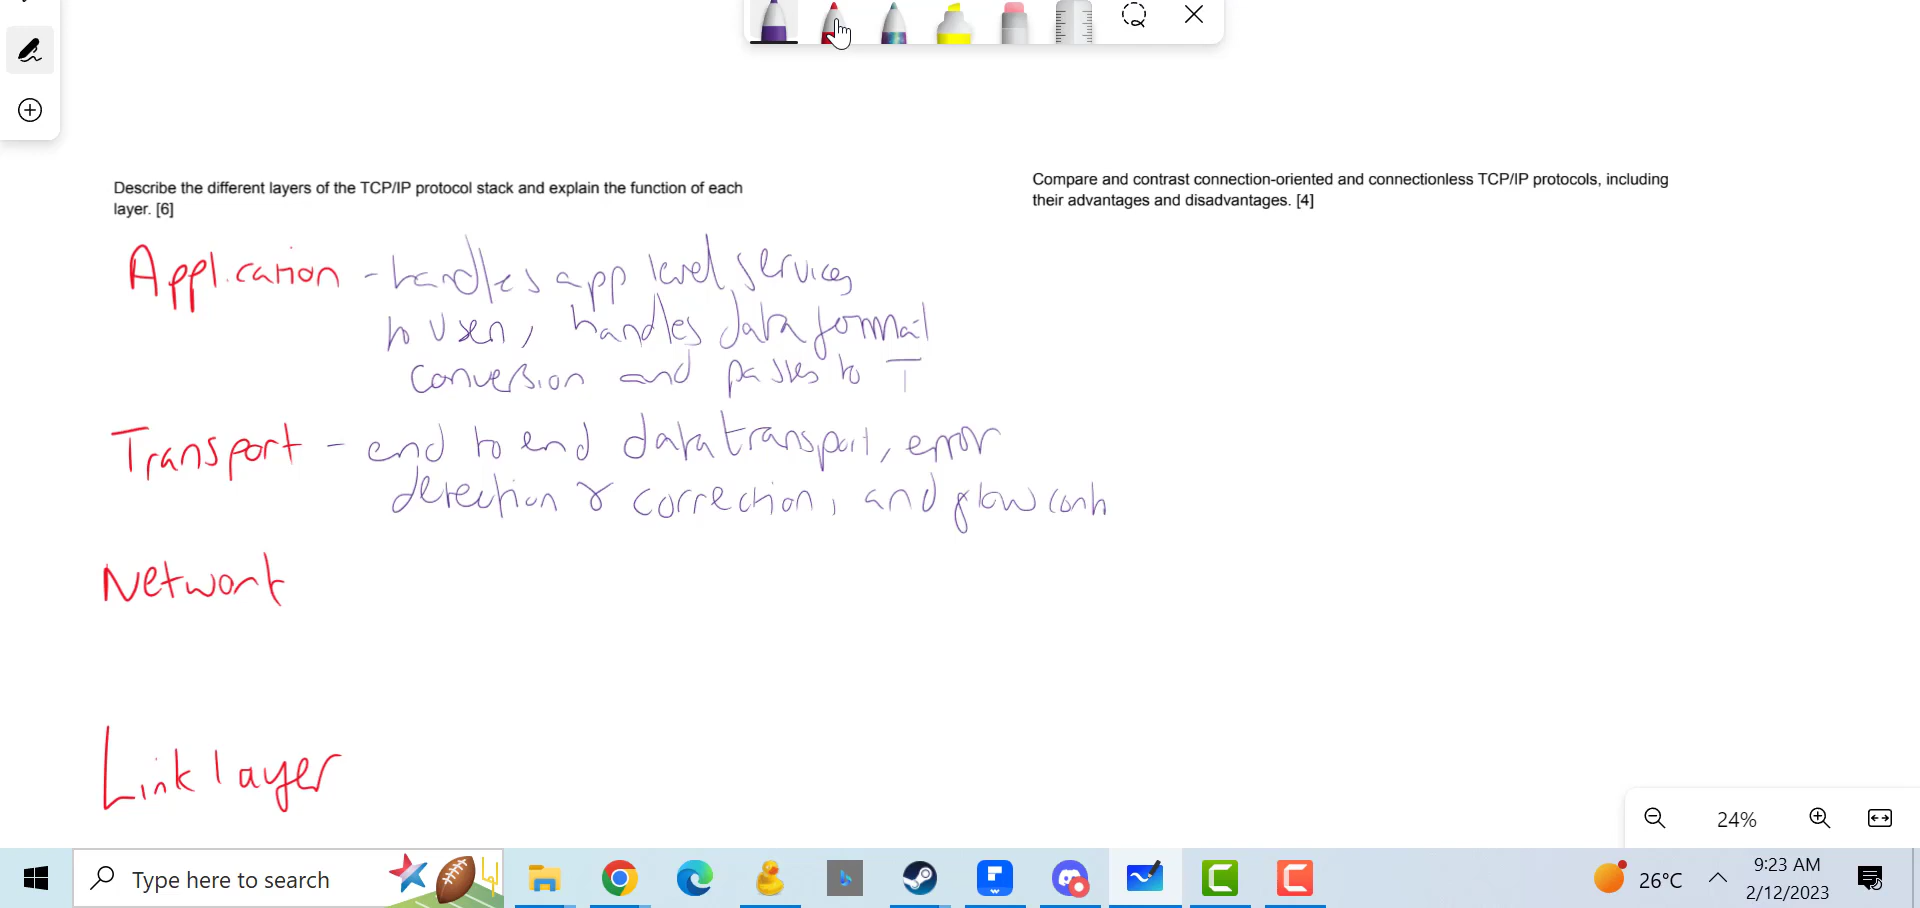 Describe the different layers of the TCP/IP protocol stack and explain the function of each
layer. [6]
Application - handles app level services
to user, handles data format
conversion and passes to T
Transport - end to end data transport, error
detection & correction, and flow cont
Network
Link layer
Compare and contrast connection-oriented and connectionless TCP/IP protocols, including
their advantages and disadvantages. [4]
24%
Type here to search
26°C
9:23 AM
2/12/2023